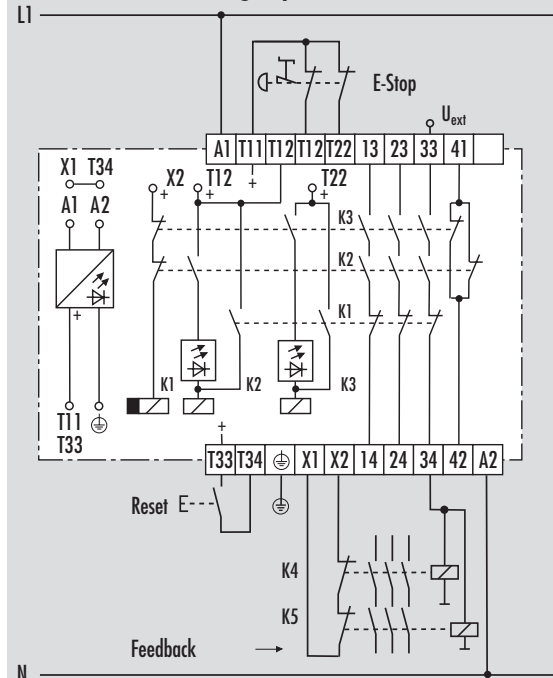 L1
E-Stop
Uext
A1 T11 T12 T12 T22 13 23 33 41
X1 T34
A1 A2
X2 T12 T22
+ + + +
K3
K2
K1
+
K1 K2 K3
T11
T33
+
T33 T34 X1 X2 14 24 34 42 A2
Reset
K4
K5
Feedback
N